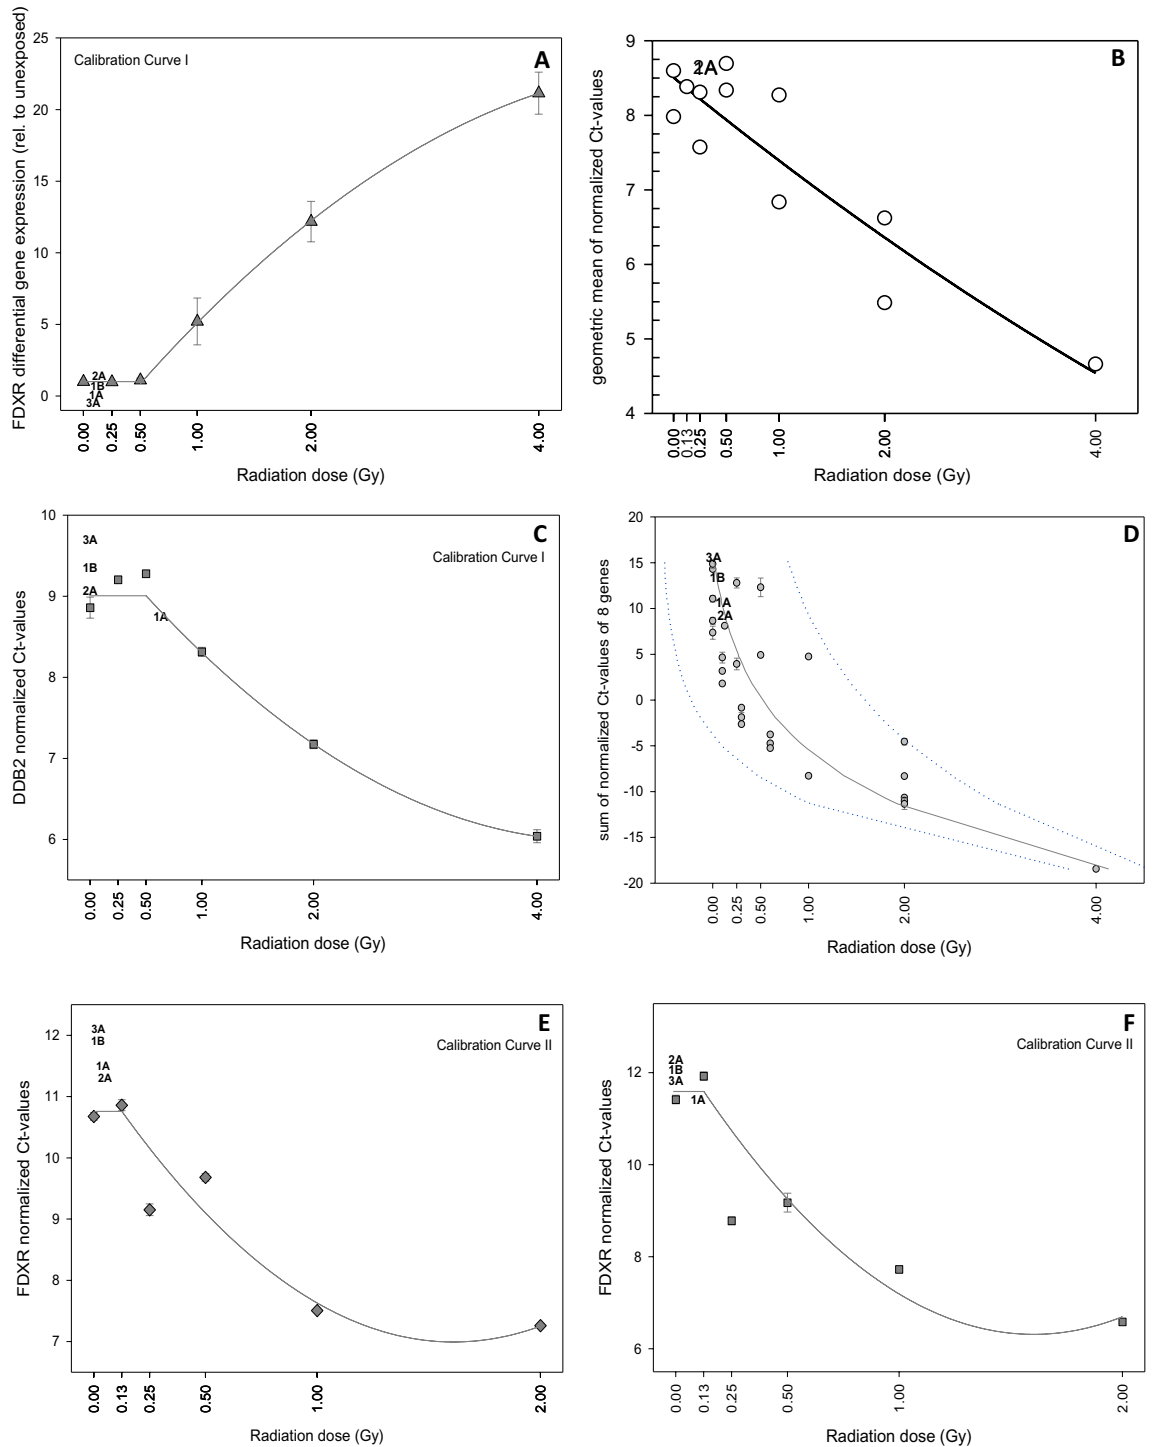 FDXR differential gene expression (rel. to unexposed)
25
20
15
10
5
0
Calibration Curve I
A
2A
1B
1A
3A
0.00
0.25
0.50
1.00
2.00
4.00
Radiation dose (Gy)
geometric mean of normalized Ct-values
9
8
7
6
5
4
B
0.00
0.13
0.25
0.50
1.00
2.00
4.00
Radiation dose (Gy)
DDB2 normalized Ct-values
10
9
8
7
6
C
Calibration Curve I
3A
1B
2A
1A
0.00
0.25
0.50
1.00
2.00
4.00
Radiation dose (Gy)
sum of normalized Ct-values of 8 genes
20
15
10
5
0
-5
-10
-15
-20
D
3A
1B
1A
2A
0.00
0.25
0.50
1.00
2.00
4.00
Radiation dose (Gy)
FDXR normalized Ct-values
12
11
10
9
8
7
E
Calibration Curve II
3A
1B
1A
2A
0.00
0.13
0.25
0.50
1.00
2.00
Radiation dose (Gy)
FDXR normalized Ct-values
12
10
8
6
F
Calibration Curve II
2A
1B
3A
1A
0.00
0.13
0.25
0.50
1.00
2.00
Radiation dose (Gy)